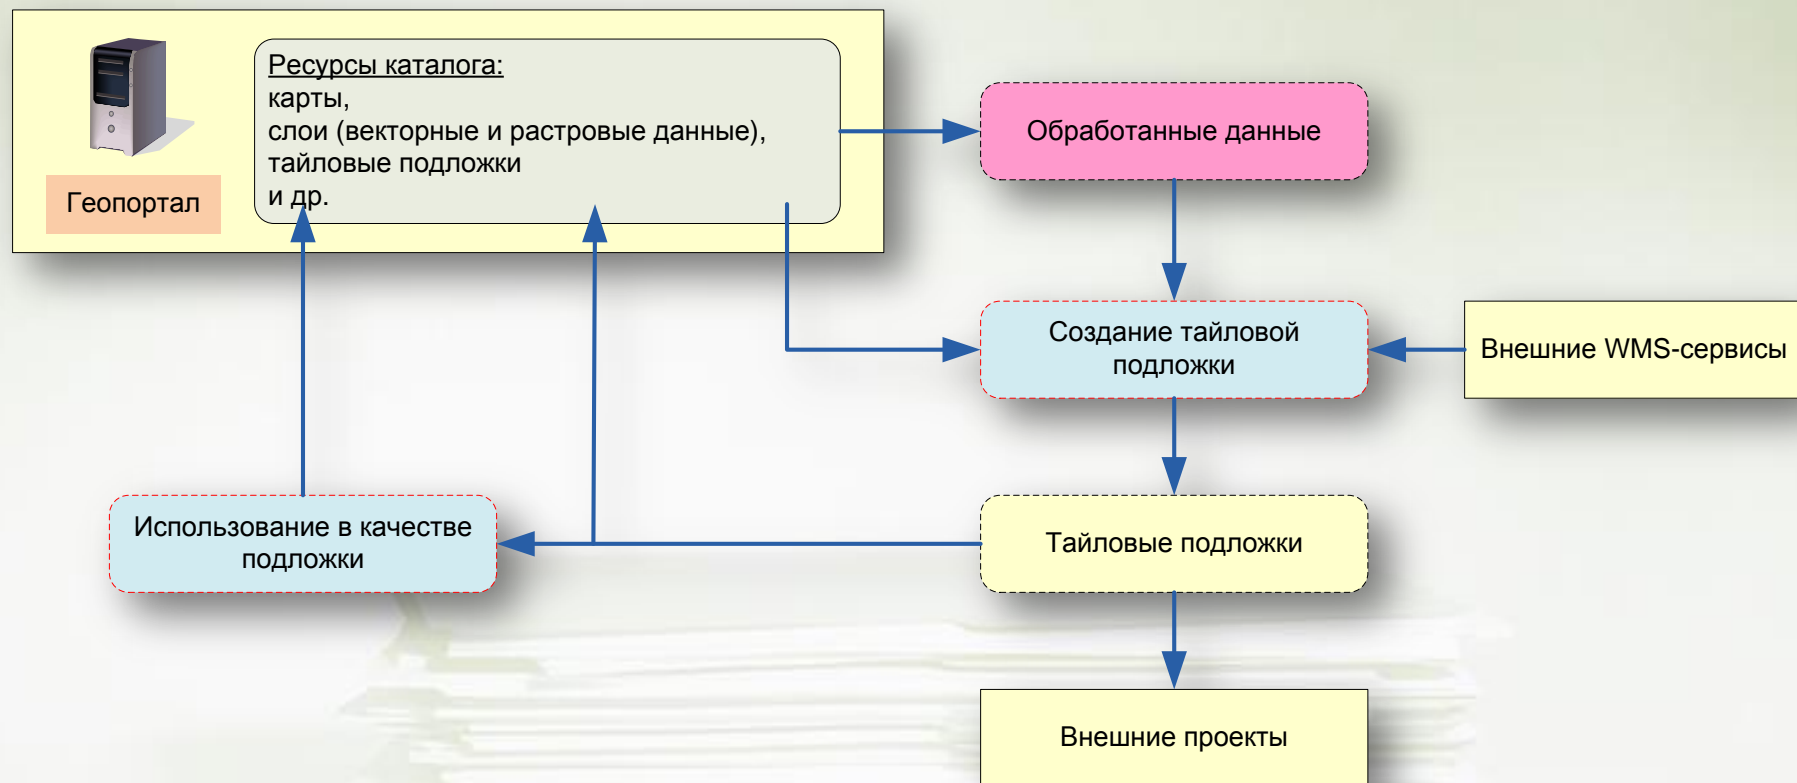 Ресурсы каталога:
карты,
слои (векторные и растровые данные),
тайловые подложки
и др.
Геопортал
Обработанные данные
Создание тайловой
подложки
Внешние WMS-сервисы
Использование в качестве
подложки
Тайловые подложки
Внешние проекты